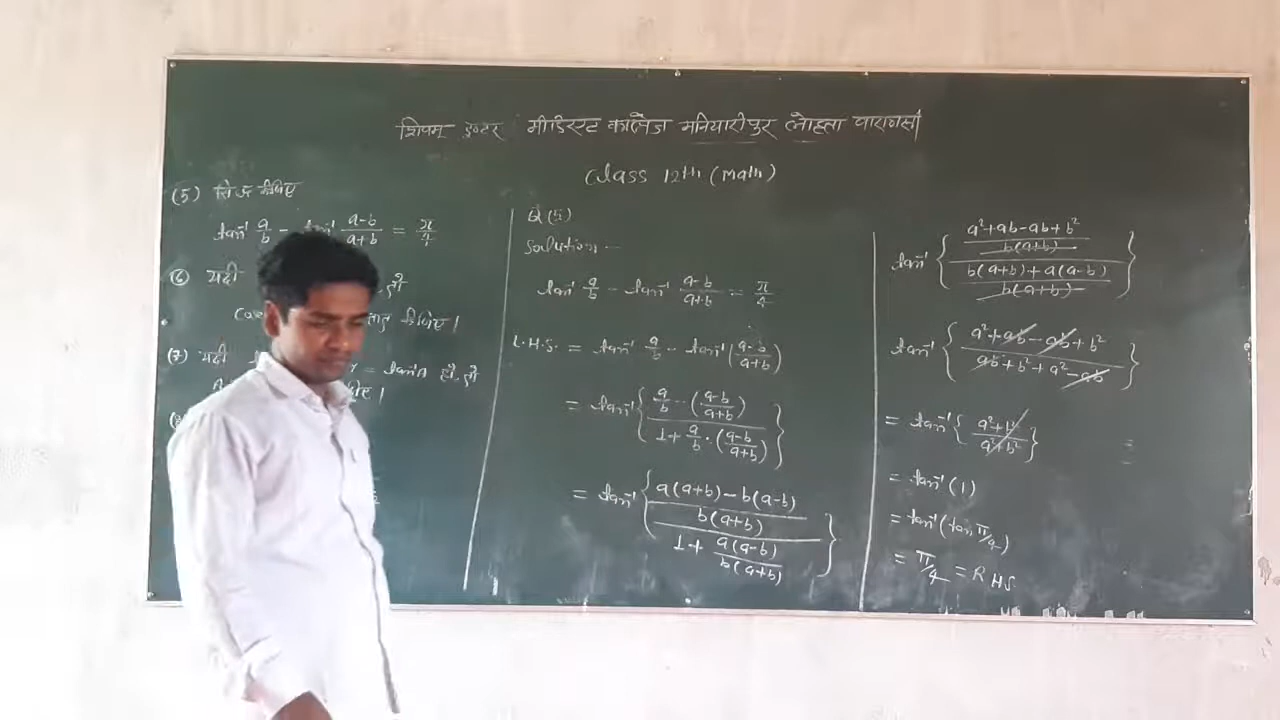 शिवम् इण्टर मीडिएट कालेज मनियारीपुर लोहता वाराणसी
Class 12th (Math)
(5) सिद्ध कीजिए
tan⁻¹ a/b - tan⁻¹ (a-b)/(a+b) = π/4
(6) यदी
(7) यदी
Q(5)
Solution -
tan⁻¹ a/b - tan⁻¹ (a-b)/(a+b) = π/4
L.H.S. = tan⁻¹ a/b - tan⁻¹ ((a-b)/(a+b))
= tan⁻¹ { (a/b - ((a-b)/(a+b))) / (1 + a/b · ((a-b)/(a+b))) }
= tan⁻¹ { ((a(a+b) - b(a-b)) / (b(a+b))) / (1 + (a(a-b))/(b(a+b))) }
tan⁻¹ { ((a²+ab-ab+b²) / (b(a+b))) / ((b(a+b)+a(a-b)) / (b(a+b))) }
tan⁻¹ { (a²+ab-ab+b²) / (ab+b²+a²-ab) }
= tan⁻¹ { (a²+b²) / (a²+b²) }
= tan⁻¹ (1)
= tan⁻¹ (tan π/4)
= π/4 = RHS